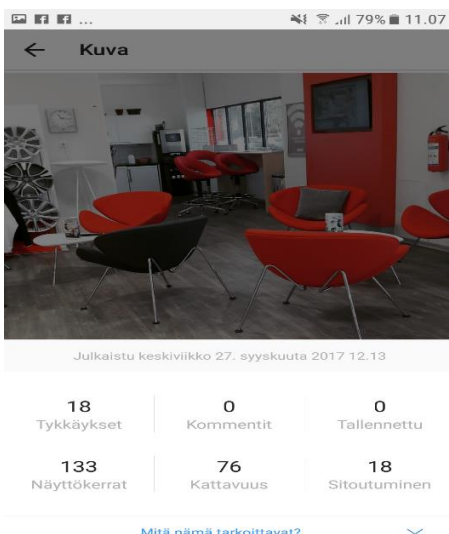 ... 79% 11.07
Kuva
Julkaistu keskiviikko 27. syyskuuta 2017 12.13
18 0 0
Tykkäykset Kommentit Tallennettu
133 76 18
Näyttökerrat Kattavuus Sitoutuminen
Mitä nämä tarkoittavat?